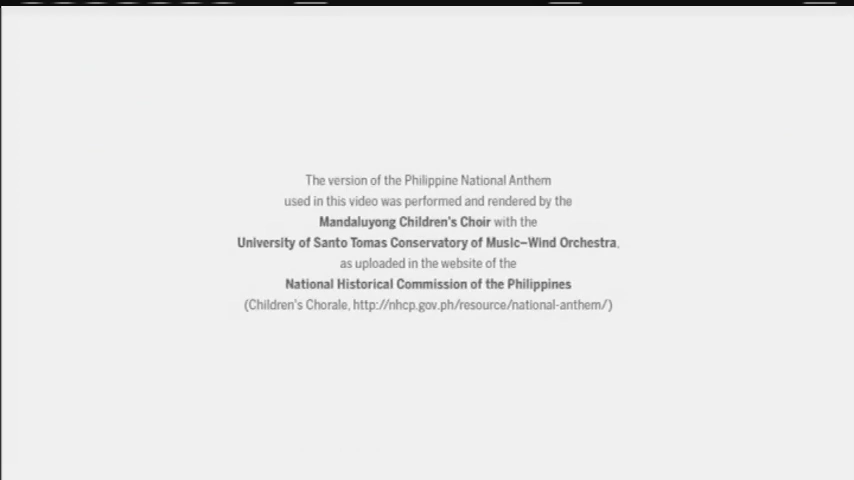 The version of the Philippine National Anthem
used in this video was performed and rendered by the
Mandaluyong Children's Choir with the
University of Santo Tomas Conservatory of Music–Wind Orchestra,
as uploaded in the website of the
National Historical Commission of the Philippines
(Children's Chorale, http://nhcp.gov.ph/resource/national-anthem/)